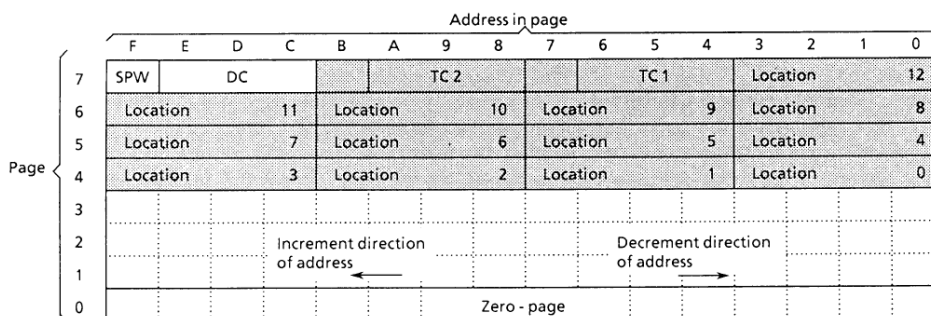 Address in page
F E D C B A 9 8 7 6 5 4 3 2 1 0
7 SPW DC TC 2 TC 1 Location 12
6 Location 11 Location 10 Location 9 Location 8
5 Location 7 Location 6 Location 5 Location 4
Page
4 Location 3 Location 2 Location 1 Location 0
3
2 Increment direction Decrement direction
of address of address
1
0 Zero - page